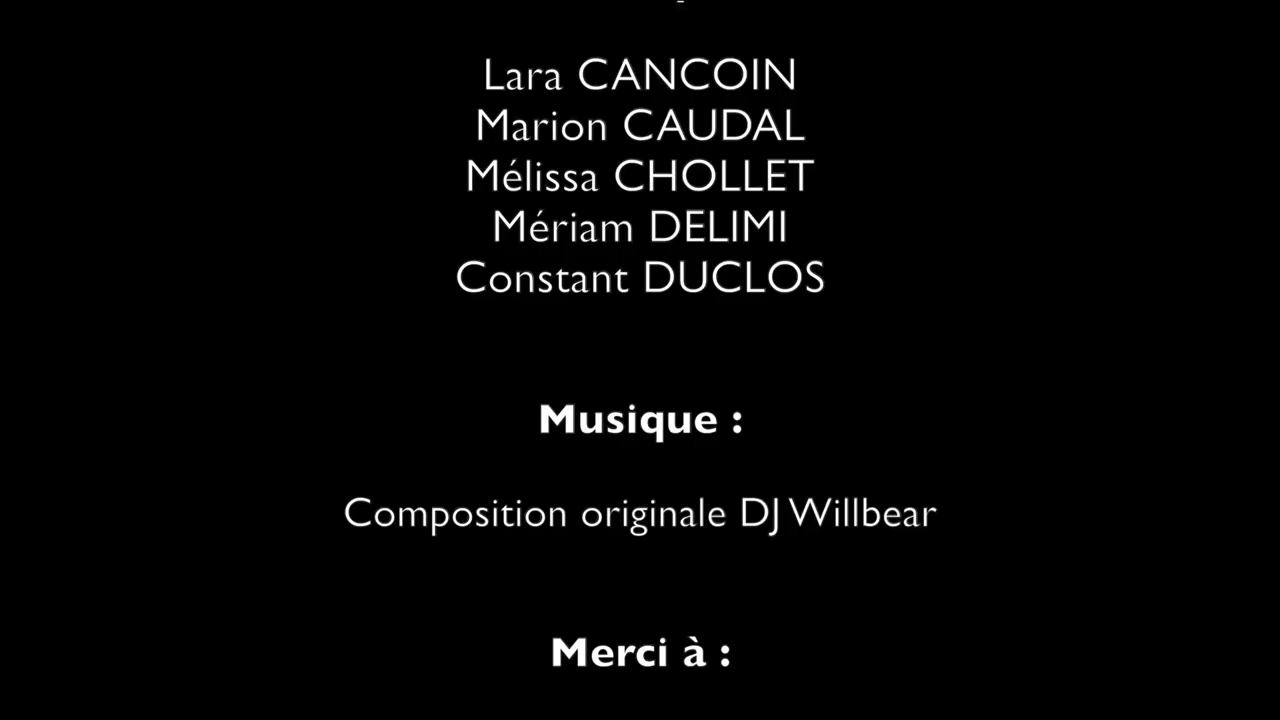 Lara CANCOIN
Marion CAUDAL
Mélissa CHOLLET
Mériam DELIMI
Constant DUCLOS
Musique :
Composition originale DJ Willbear
Merci à :